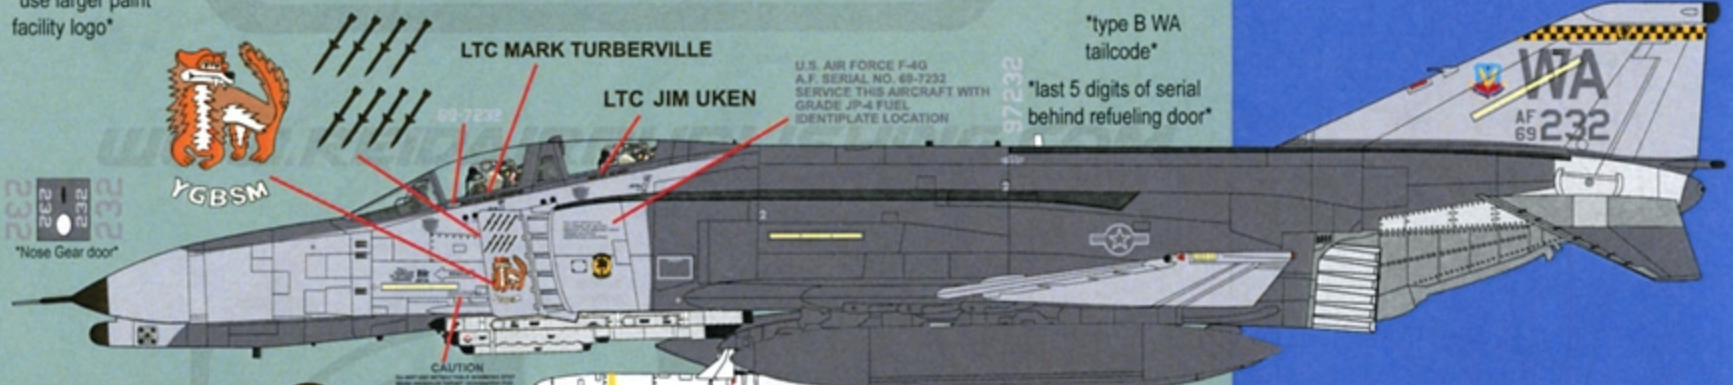 *use larger paint
facility logo*
LTC MARK TURBERVILLE
LTC JIM UKEN
69-7232
U.S. AIR FORCE F-4G
A.F. SERIAL NO. 69-7232
SERVICE THIS AIRCRAFT WITH
GRADE JP-4 FUEL
IDENTIPLATE LOCATION
97232
*type B WA
tailcode*
*last 5 digits of serial
behind refueling door*
WA
AF
69 232
YGBSM
232
232
232
232
*Nose Gear door*
2
CAUTION